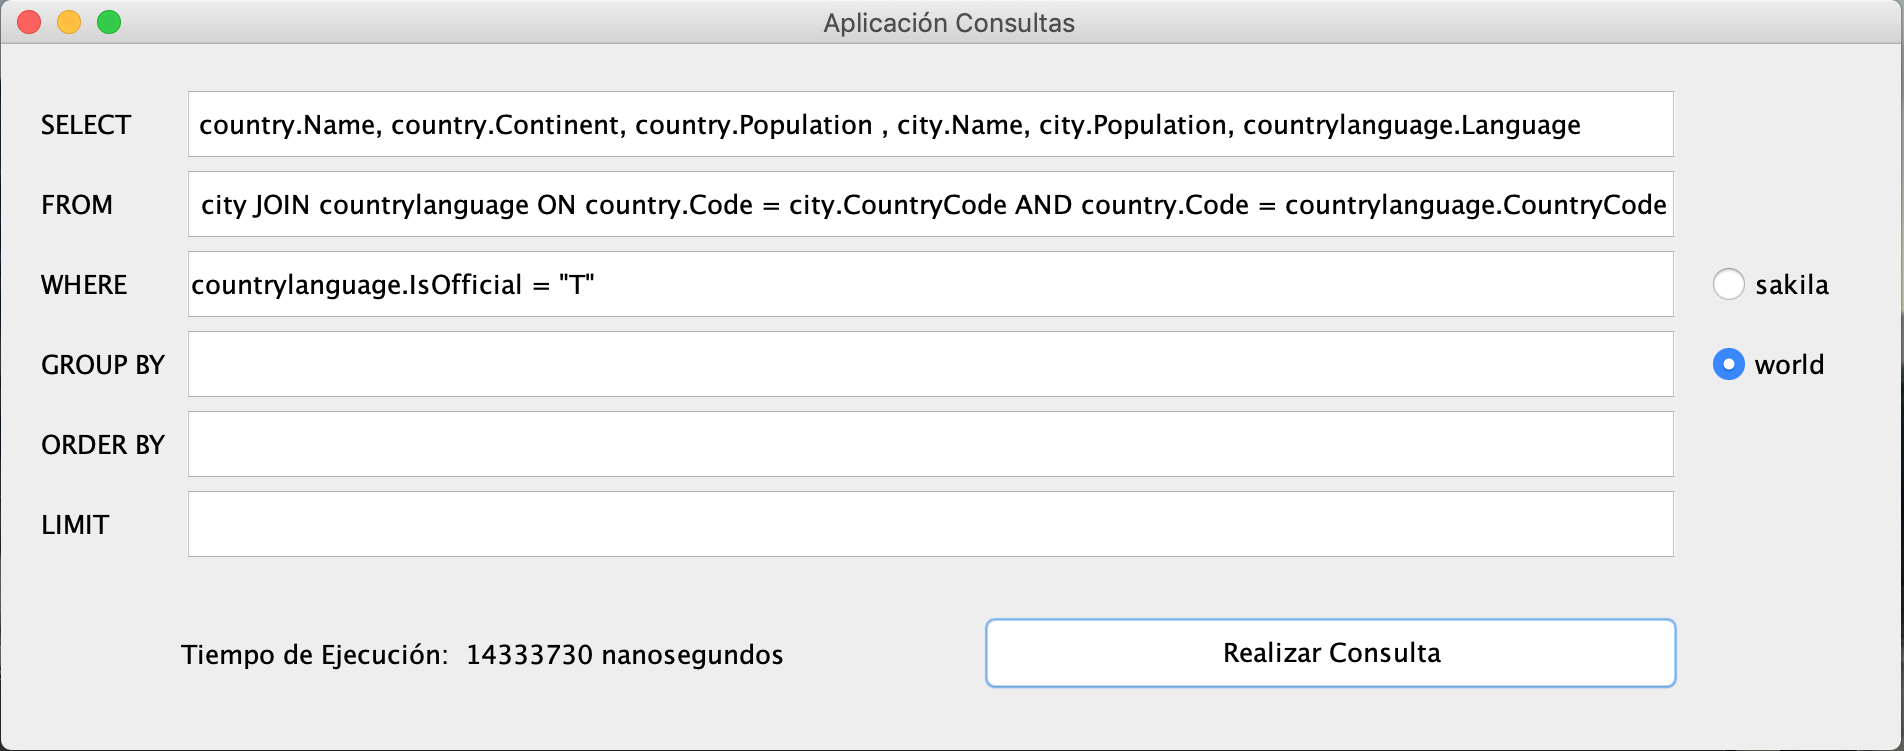 Aplicación Consultas
SELECT country.Name, country.Continent, country.Population , city.Name, city.Population, countrylanguage.Language
FROM city JOIN countrylanguage ON country.Code = city.CountryCode AND country.Code = countrylanguage.CountryCode
WHERE countrylanguage.IsOfficial = "T" sakila
GROUP BY world
ORDER BY
LIMIT
Tiempo de Ejecución: 14333730 nanosegundos Realizar Consulta